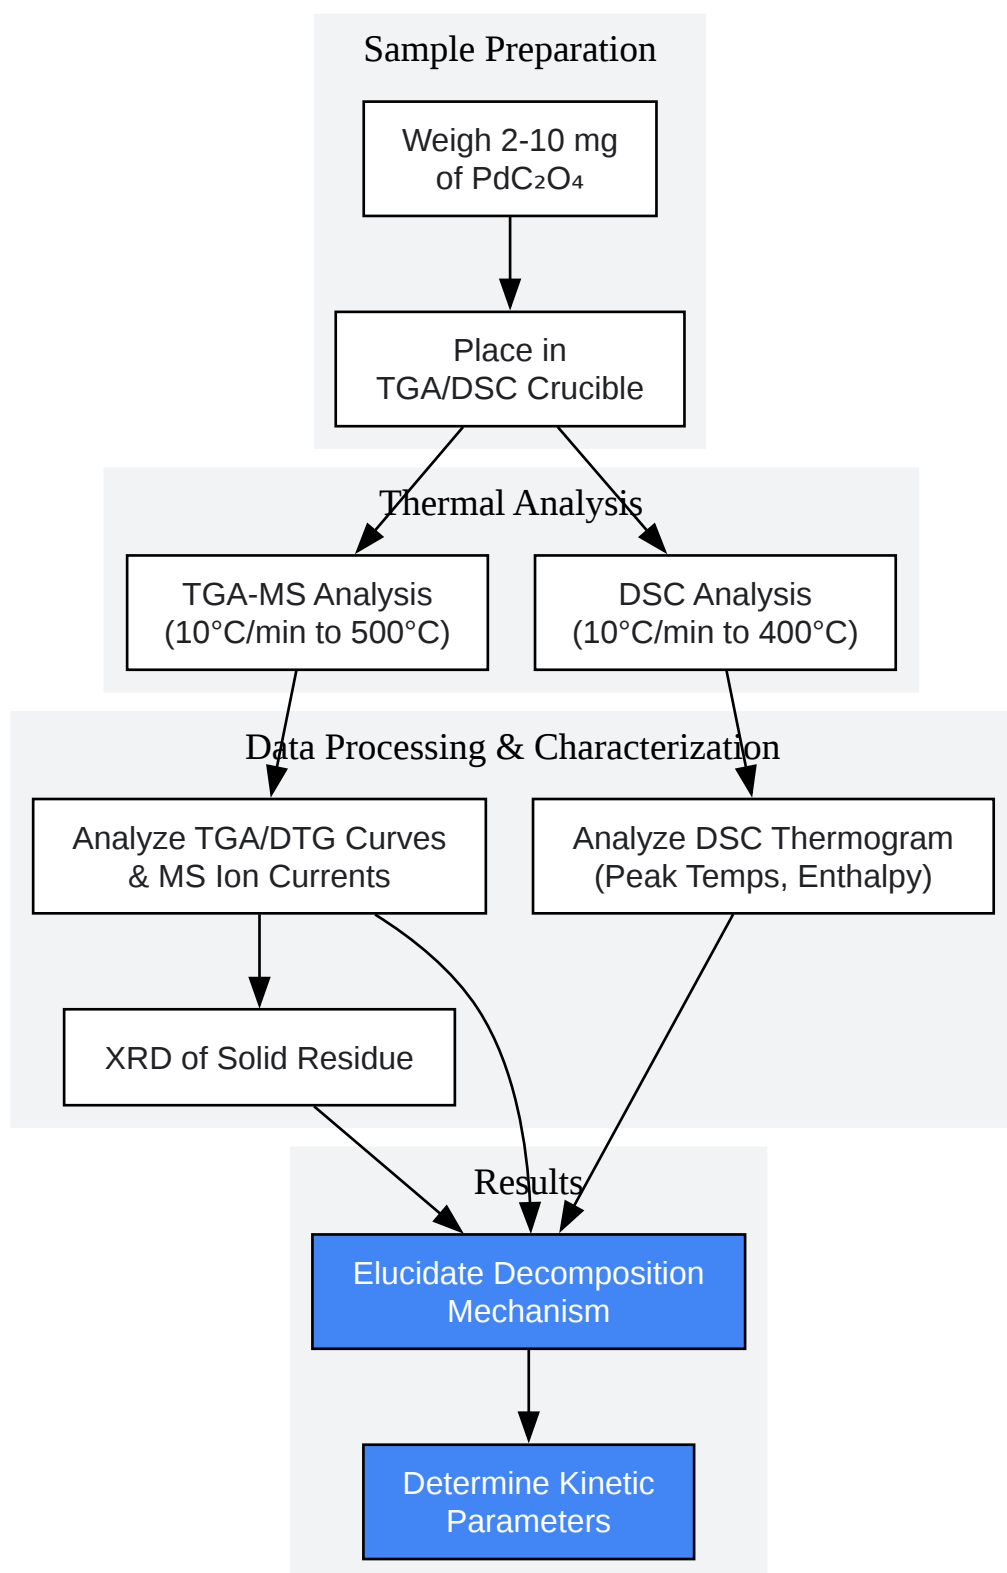 Sample Preparation
Weigh 2-10 mg
of PdC₂O₄
Place in
TGA/DSC Crucible
Thermal Analysis
TGA-MS Analysis
(10°C/min to 500°C)
DSC Analysis
(10°C/min to 400°C)
Data Processing & Characterization
Analyze TGA/DTG Curves
& MS Ion Currents
Analyze DSC Thermogram
(Peak Temps, Enthalpy)
XRD of Solid Residue
Results
Elucidate Decomposition
Mechanism
Determine Kinetic
Parameters